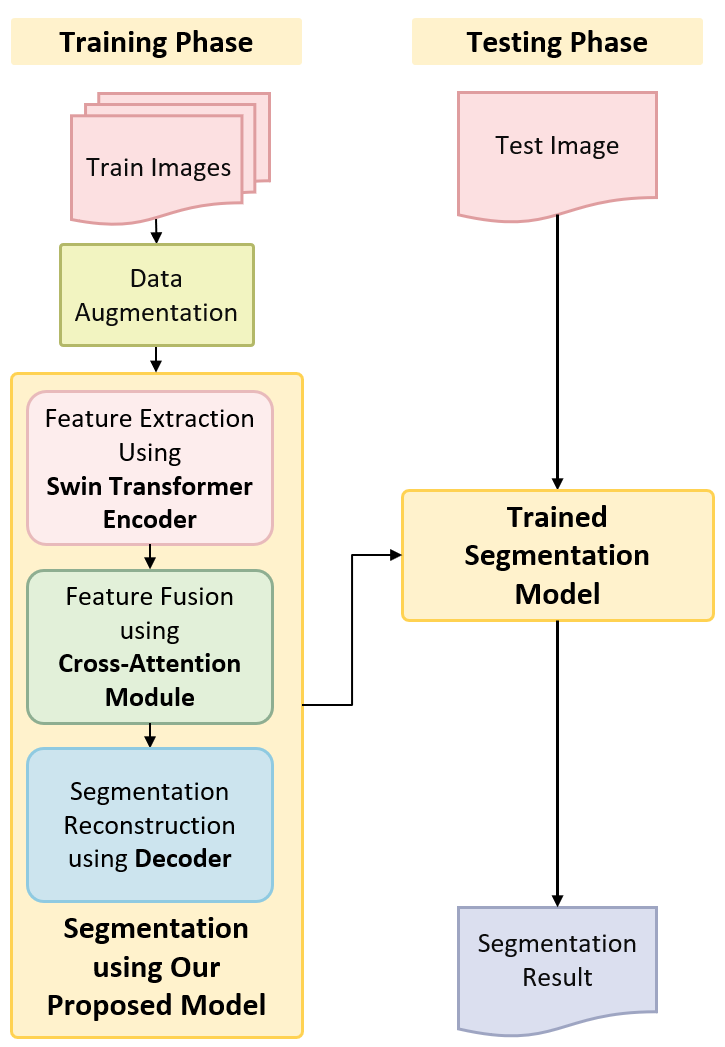 Training Phase
Train Images
Data
Augmentation
Feature Extraction
Using
Swin Transformer
Encoder
Feature Fusion
using
Cross-Attention
Module
Segmentation
Reconstruction
using Decoder
Segmentation
using Our
Proposed Model
Testing Phase
Test Image
Trained
Segmentation
Model
Segmentation
Result